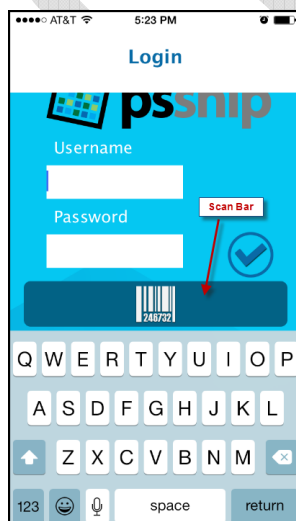 AT&T 5:23 PM
Login
psship
Username
Scan Bar
Password
246732
Q W E R T Y U I O P
A S D F G H J K L
Z X C V B N M
123 space return